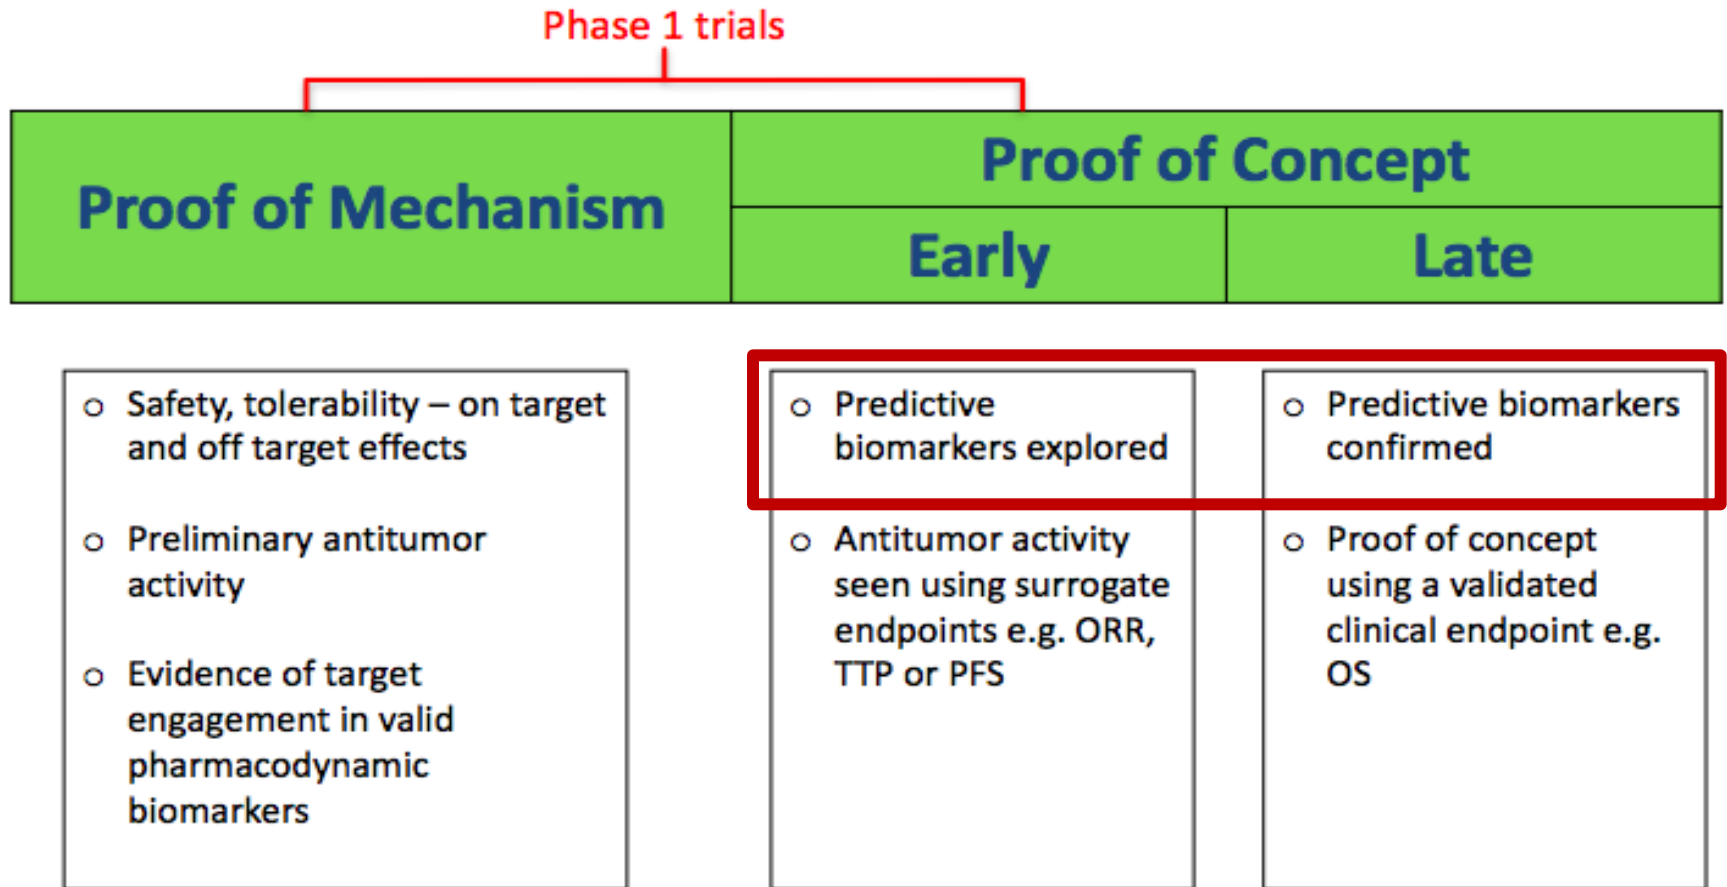 Phase 1 trials
Proof of Mechanism
Proof of Concept
Early
Late
o Safety, tolerability – on target
and off target effects
o Preliminary antitumor
activity
o Evidence of target
engagement in valid
pharmacodynamic
biomarkers
o Predictive
biomarkers explored
o Antitumor activity
seen using surrogate
endpoints e.g. ORR,
TTP or PFS
o Predictive biomarkers
confirmed
o Proof of concept
using a validated
clinical endpoint e.g.
OS